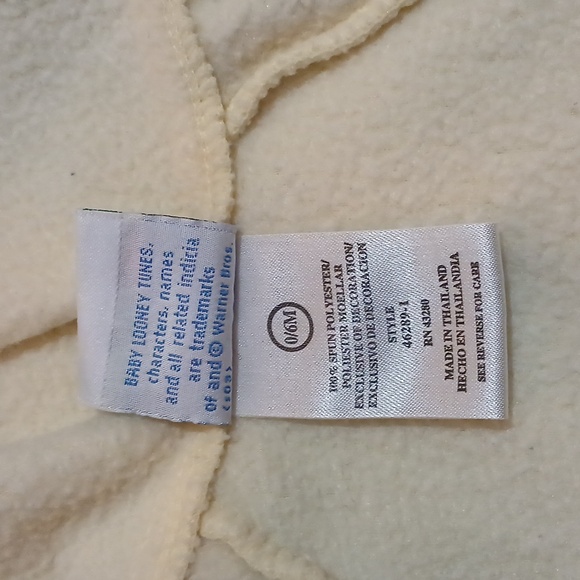 BABY LOONEY TUNES,
characters, names
and all related indicia
are trademarks
of and © Warner Bros.
(s03)
0/6M
100% SPUN POLYESTER/
POLYESTER MOELLAR
EXCLUSIVE OF DECORATION/
EXCLUSIVO DE DECORACION
STYLE
46289-1
RN 43280
MADE IN THAILAND
HECHO EN THAILANDIA
SEE REVERSE FOR CARE